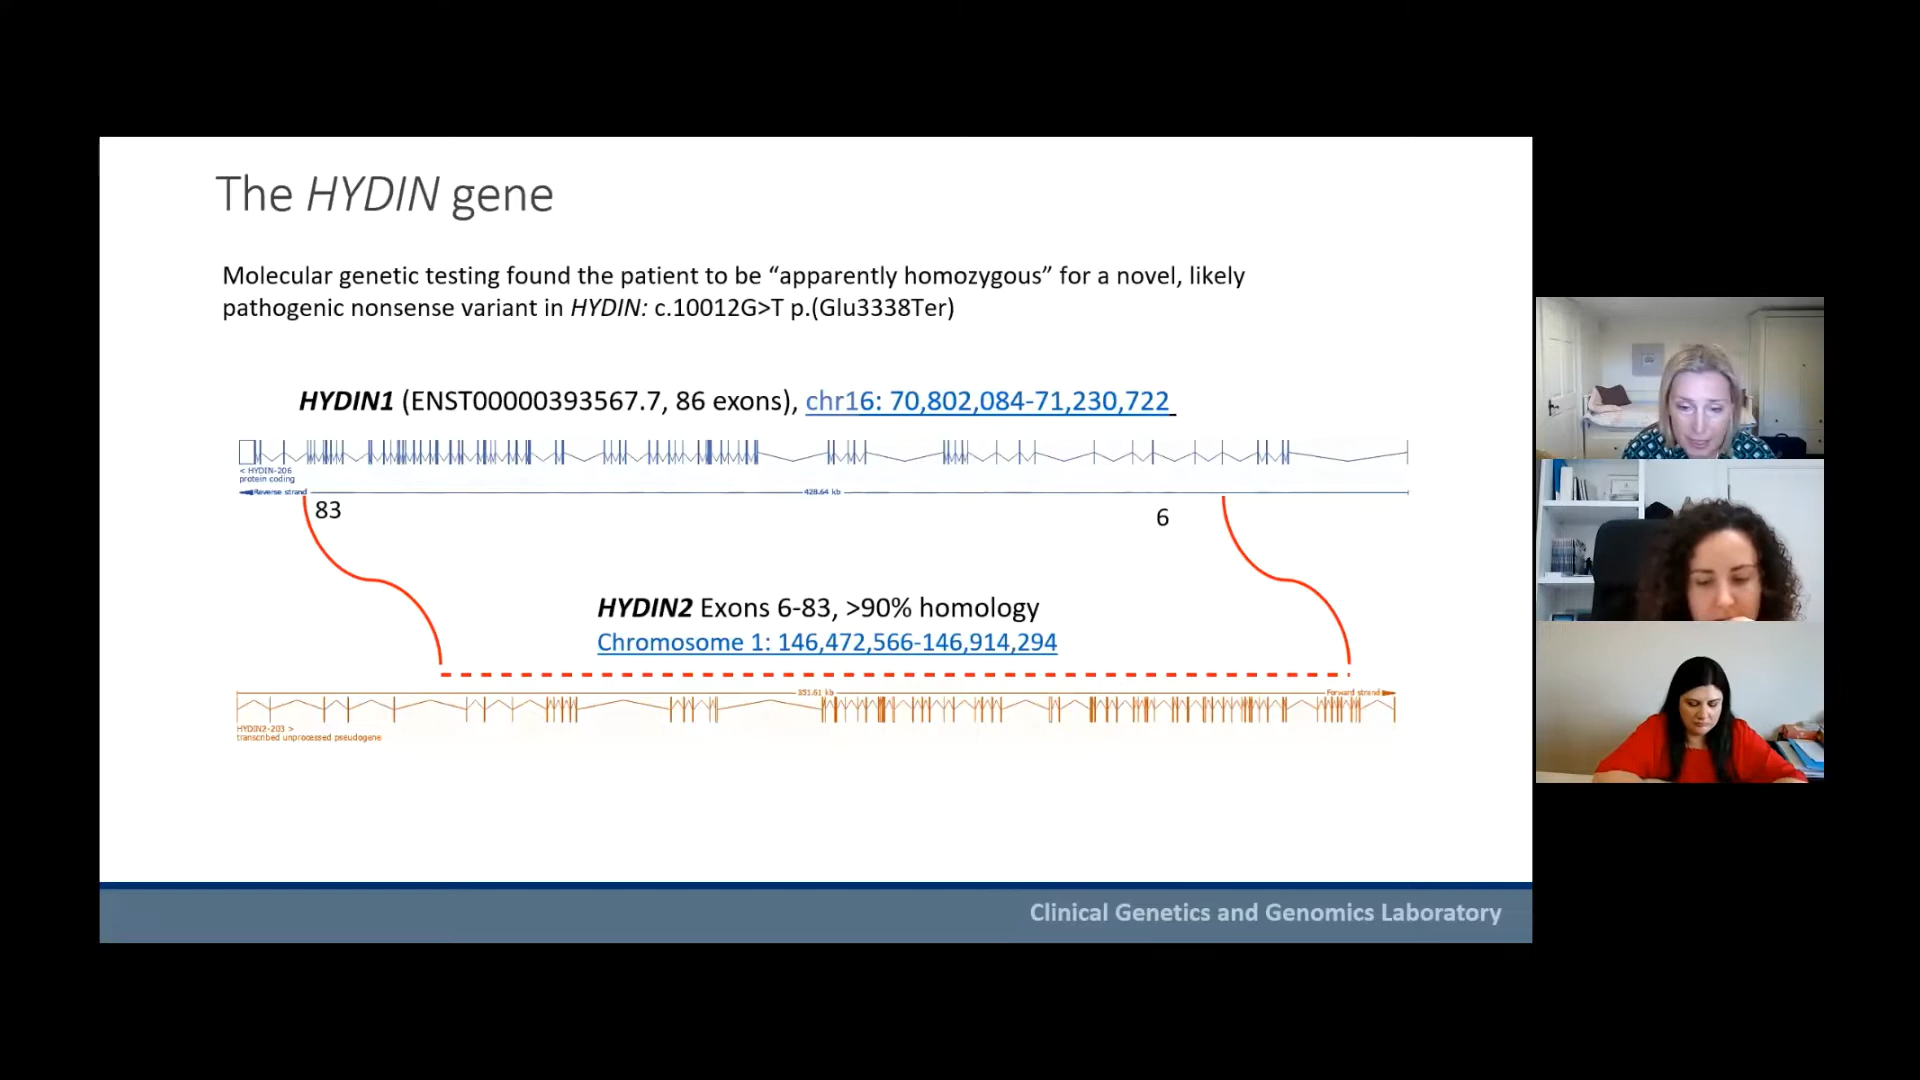 The HYDIN gene
Molecular genetic testing found the patient to be “apparently homozygous” for a novel, likely
pathogenic nonsense variant in HYDIN: c.10012G>T p.(Glu3338Ter)
HYDIN1 (ENST00000393567.7, 86 exons), chr16: 70,802,084-71,230,722
< HYDIN-206
protein coding
Reverse strand
428.64 kb
83
6
HYDIN2 Exons 6-83, >90% homology
Chromosome 1: 146,472,566-146,914,294
351.61 kb
Forward strand
HYDIN2-203 >
transcribed unprocessed pseudogene
Clinical Genetics and Genomics Laboratory